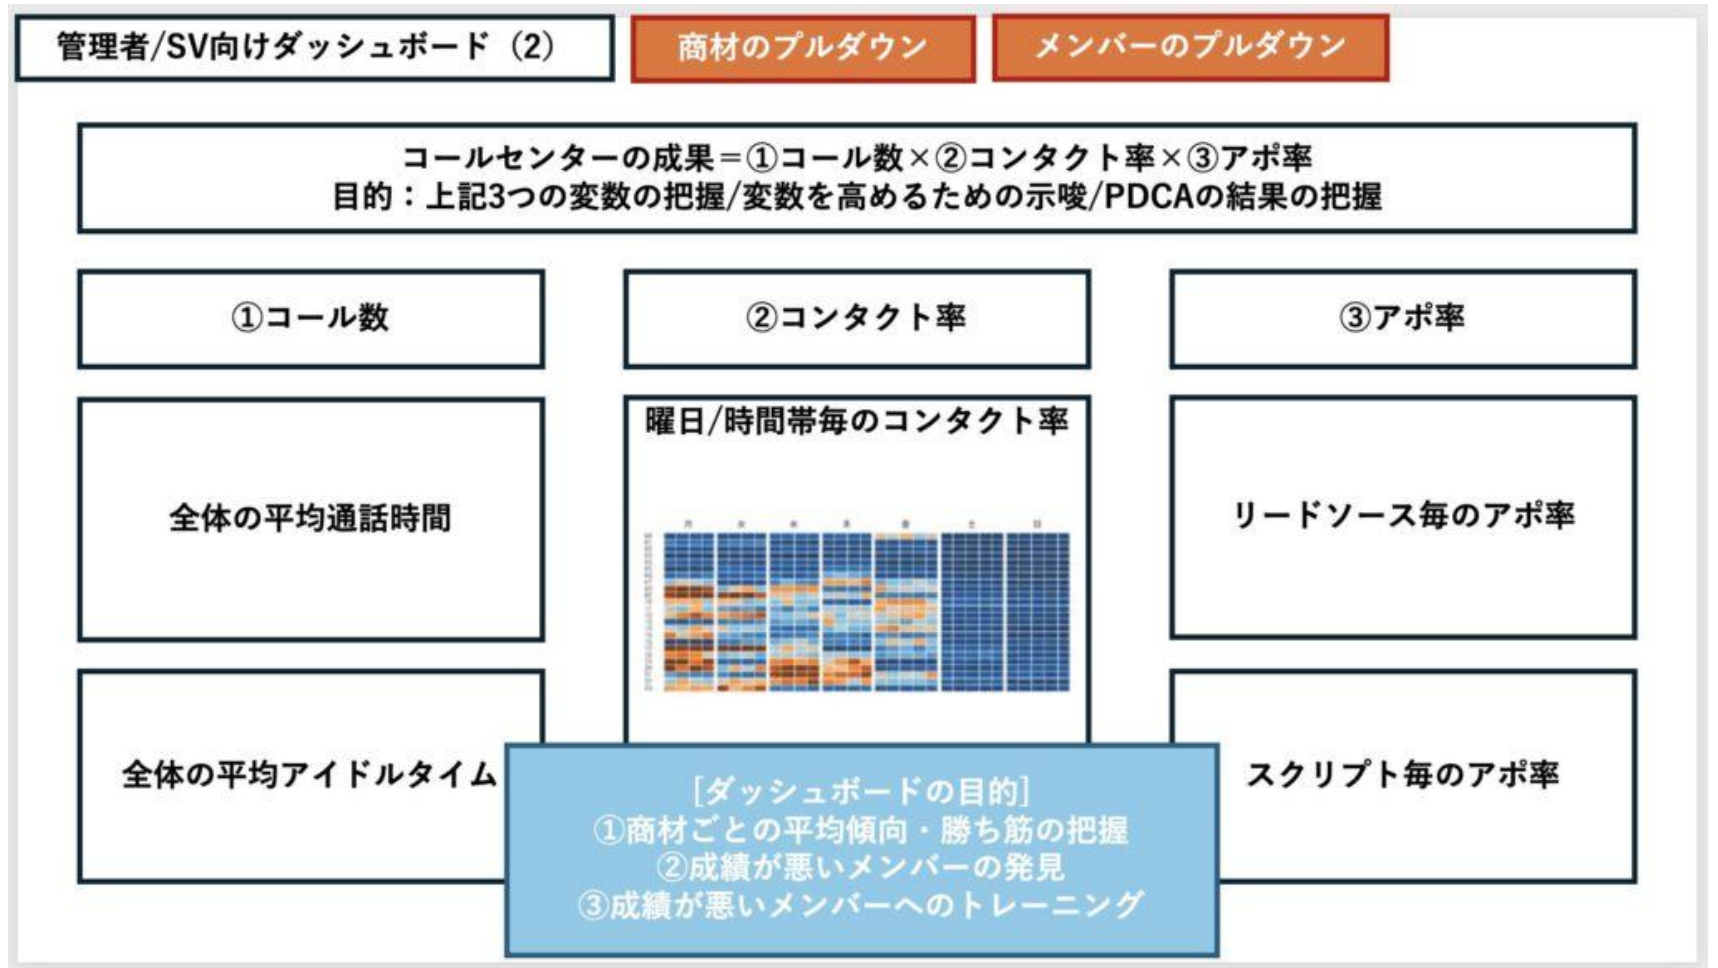 管理者/SV向けダッシュボード（2）
商材のプルダウン
メンバーのプルダウン
コールセンターの成果＝①コール数×②コンタクト率×③アポ率
目的：上記3つの変数の把握/変数を高めるための示唆/PDCAの結果の把握
①コール数
②コンタクト率
③アポ率
全体の平均通話時間
曜日/時間帯毎のコンタクト率
月 火 水 木 金 土 日
リードソース毎のアポ率
全体の平均アイドルタイム
スクリプト毎のアポ率
[ダッシュボードの目的]
①商材ごとの平均傾向・勝ち筋の把握
②成績が悪いメンバーの発見
③成績が悪いメンバーへのトレーニング